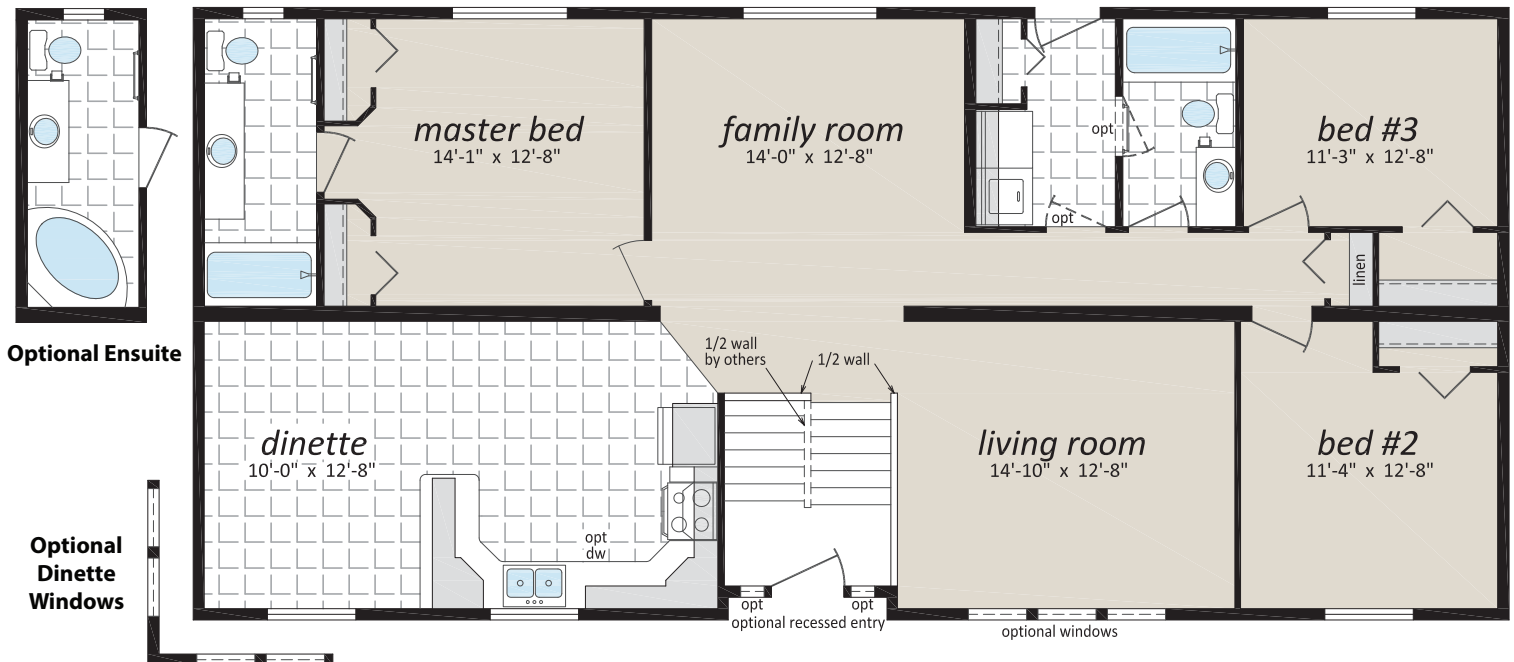 master bed
14'-1" x 12'-8"
family room
14'-0" x 12'-8"
opt
opt
bed #3
11'-3" x 12'-8"
linen
Optional Ensuite
1/2 wall
by others
1/2 wall
dinette
10'-0" x 12'-8"
living room
14'-10" x 12'-8"
bed #2
11'-4" x 12'-8"
Optional
Dinette
Windows
opt
dw
opt
opt
optional recessed entry
optional windows